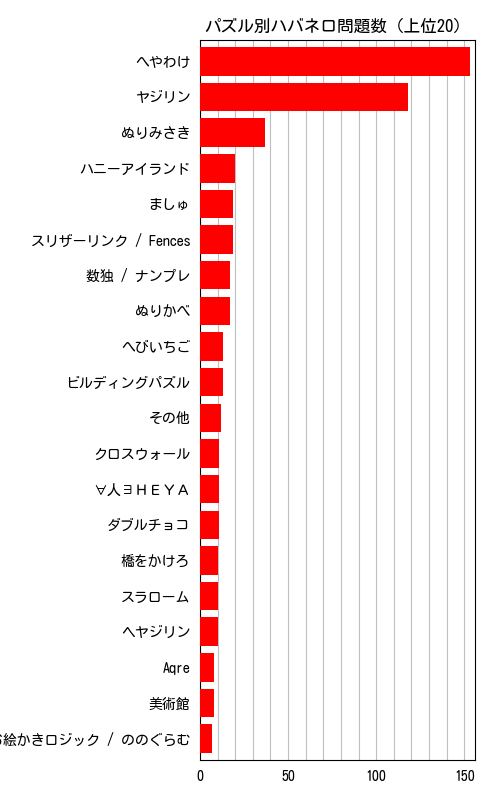 パズル別ハバネロ問題数（上位20）
へやわけ
ヤジリン
ぬりみさき
ハニーアイランド
ましゅ
スリザーリンク / Fences
数独 / ナンプレ
ぬりかべ
へびいちご
ビルディングパズル
その他
クロスウォール
∀人∃ＨＥＹＡ
ダブルチョコ
橋をかけろ
スラローム
ヘヤジリン
Aqre
美術館
絵かきロジック / ののぐらむ
0 50 100 150